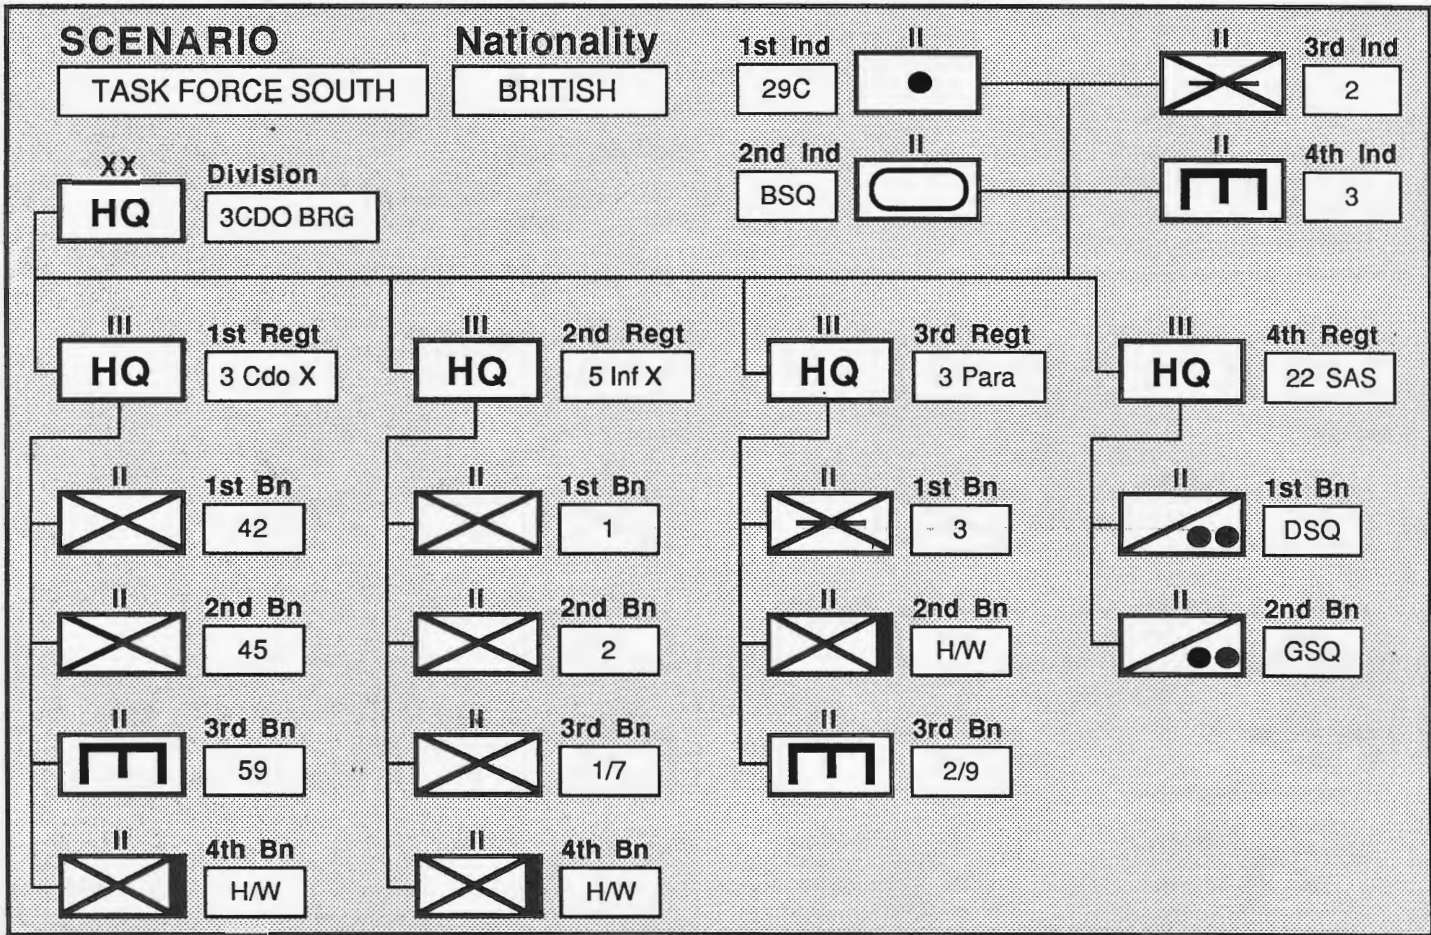 SCENARIO
TASK FORCE SOUTH
Nationality
BRITISH
1st Ind
29C
II
II
3rd Ind
2
2nd Ind
BSQ
II
II
4th Ind
3
XX
HQ
Division
3CDO BRG
III
HQ
1st Regt
3 Cdo X
III
HQ
2nd Regt
5 Inf X
III
HQ
3rd Regt
3 Para
III
HQ
4th Regt
22 SAS
II
1st Bn
42
II
1st Bn
1
II
1st Bn
3
II
1st Bn
DSQ
II
2nd Bn
45
II
2nd Bn
2
II
2nd Bn
H/W
II
2nd Bn
GSQ
II
3rd Bn
59
II
3rd Bn
1/7
II
3rd Bn
2/9
II
4th Bn
H/W
II
4th Bn
H/W